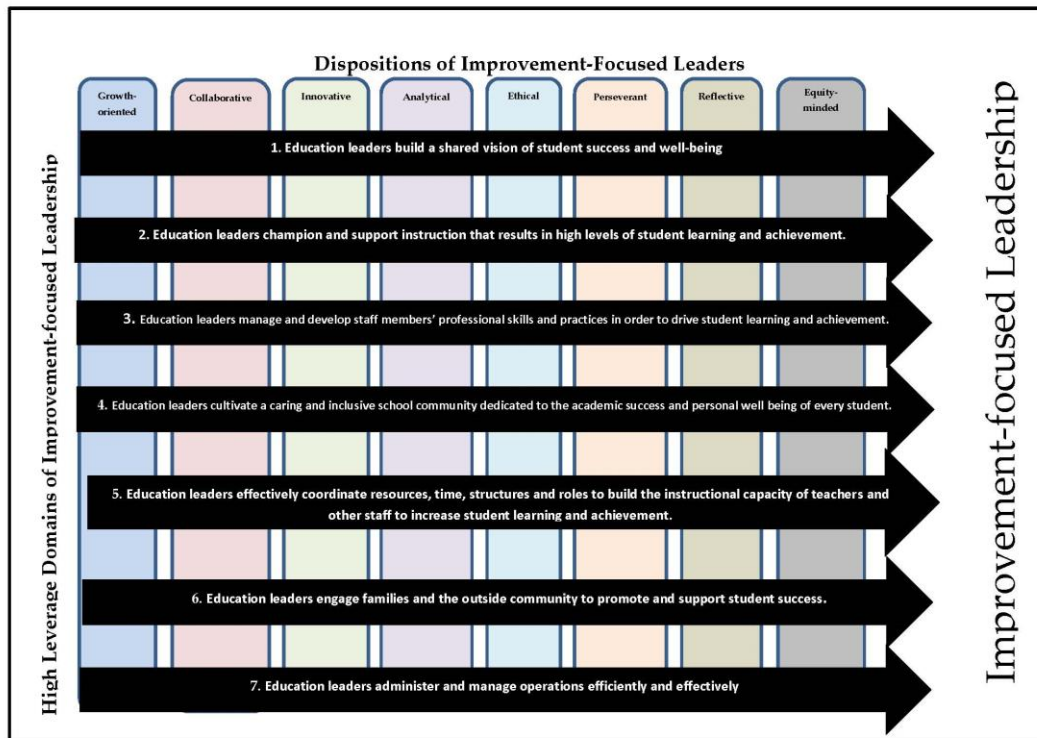 Dispositions of Improvement-Focused Leaders
Growth-
oriented
Collaborative
Innovative
Analytical
Ethical
Perseverant
Reflective
Equity-
minded
High Leverage Domains of Improvement-focused Leadership
1. Education leaders build a shared vision of student success and well-being
2. Education leaders champion and support instruction that results in high levels of student learning and achievement.
3. Education leaders manage and develop staff members' professional skills and practices in order to drive student learning and achievement.
4. Education leaders cultivate a caring and inclusive school community dedicated to the academic success and personal well being of every student.
5. Education leaders effectively coordinate resources, time, structures and roles to build the instructional capacity of teachers and
other staff to increase student learning and achievement.
6. Education leaders engage families and the outside community to promote and support student success.
7. Education leaders administer and manage operations efficiently and effectively
Improvement-focused Leadership